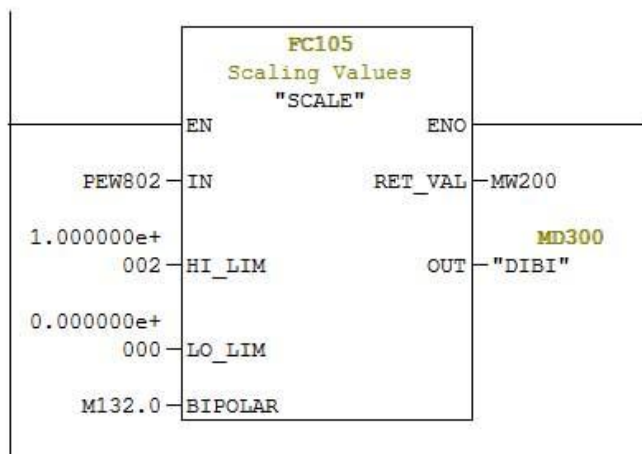 FC105
Scaling Values
"SCALE"
EN ENO
PEW802 IN RET_VAL MW200
1.000000e+ MD300
002 HI_LIM OUT "DIBI"
0.000000e+
000 LO_LIM
M132.0 BIPOLAR